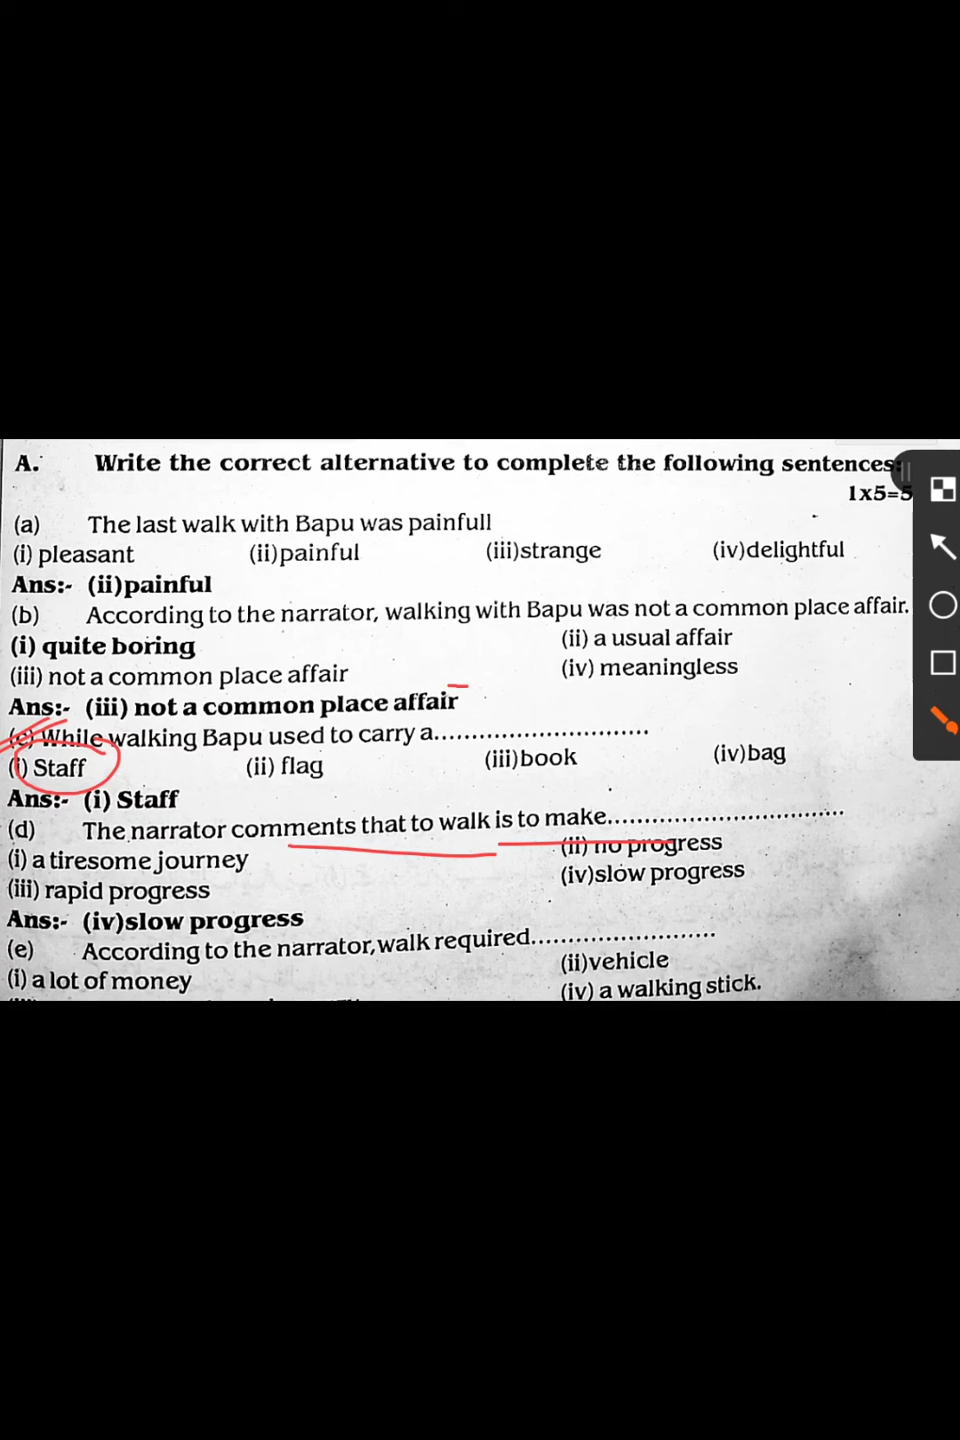 A. Write the correct alternative to complete the following sentences:
1x5=5
(a) The last walk with Bapu was painfull
(i) pleasant (ii)painful (iii)strange (iv)delightful
Ans:- (ii)painful
(b) According to the narrator, walking with Bapu was not a common place affair.
(i) quite boring (ii) a usual affair
(iii) not a common place affair (iv) meaningless
Ans:- (iii) not a common place affair
(c) While walking Bapu used to carry a............................
(i) Staff (ii) flag (iii)book (iv)bag
Ans:- (i) Staff
(d) The narrator comments that to walk is to make...............................
(i) a tiresome journey (ii) no progress
(iii) rapid progress (iv)slow progress
Ans:- (iv)slow progress
(e) According to the narrator, walk required........................
(i) a lot of money (ii)vehicle
(iv) a walking stick.